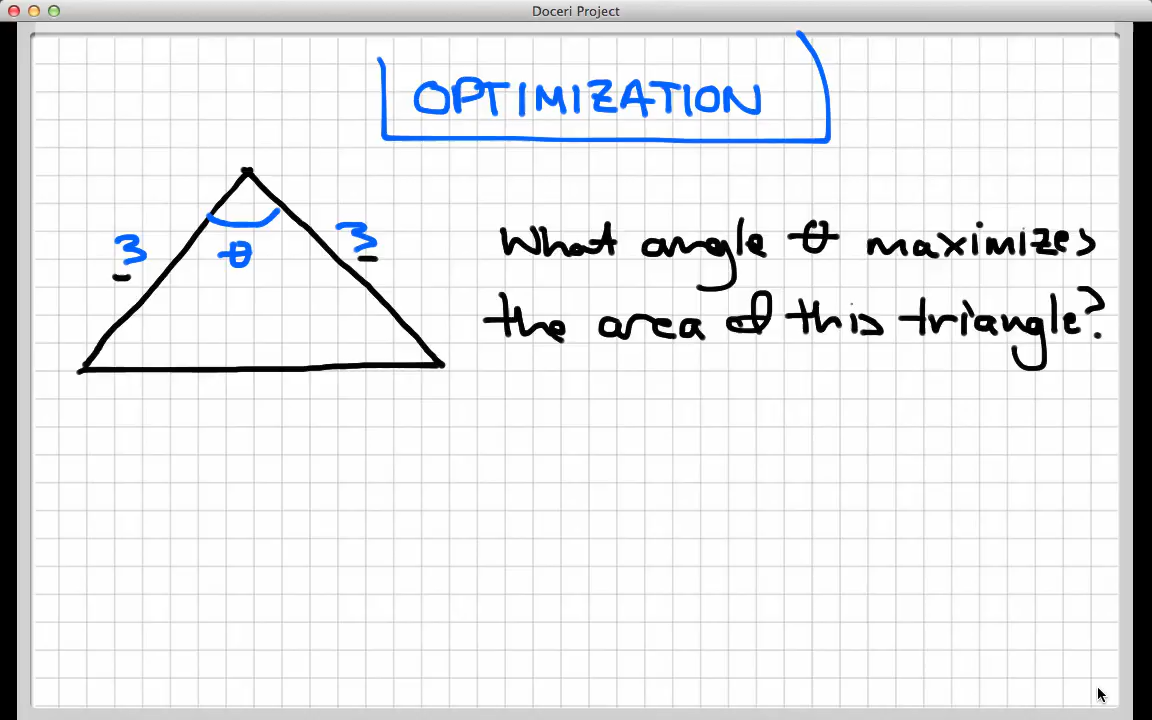 Doceri Project
OPTIMIZATION
3
θ
3
What angle θ maximizes
the area of this triangle?